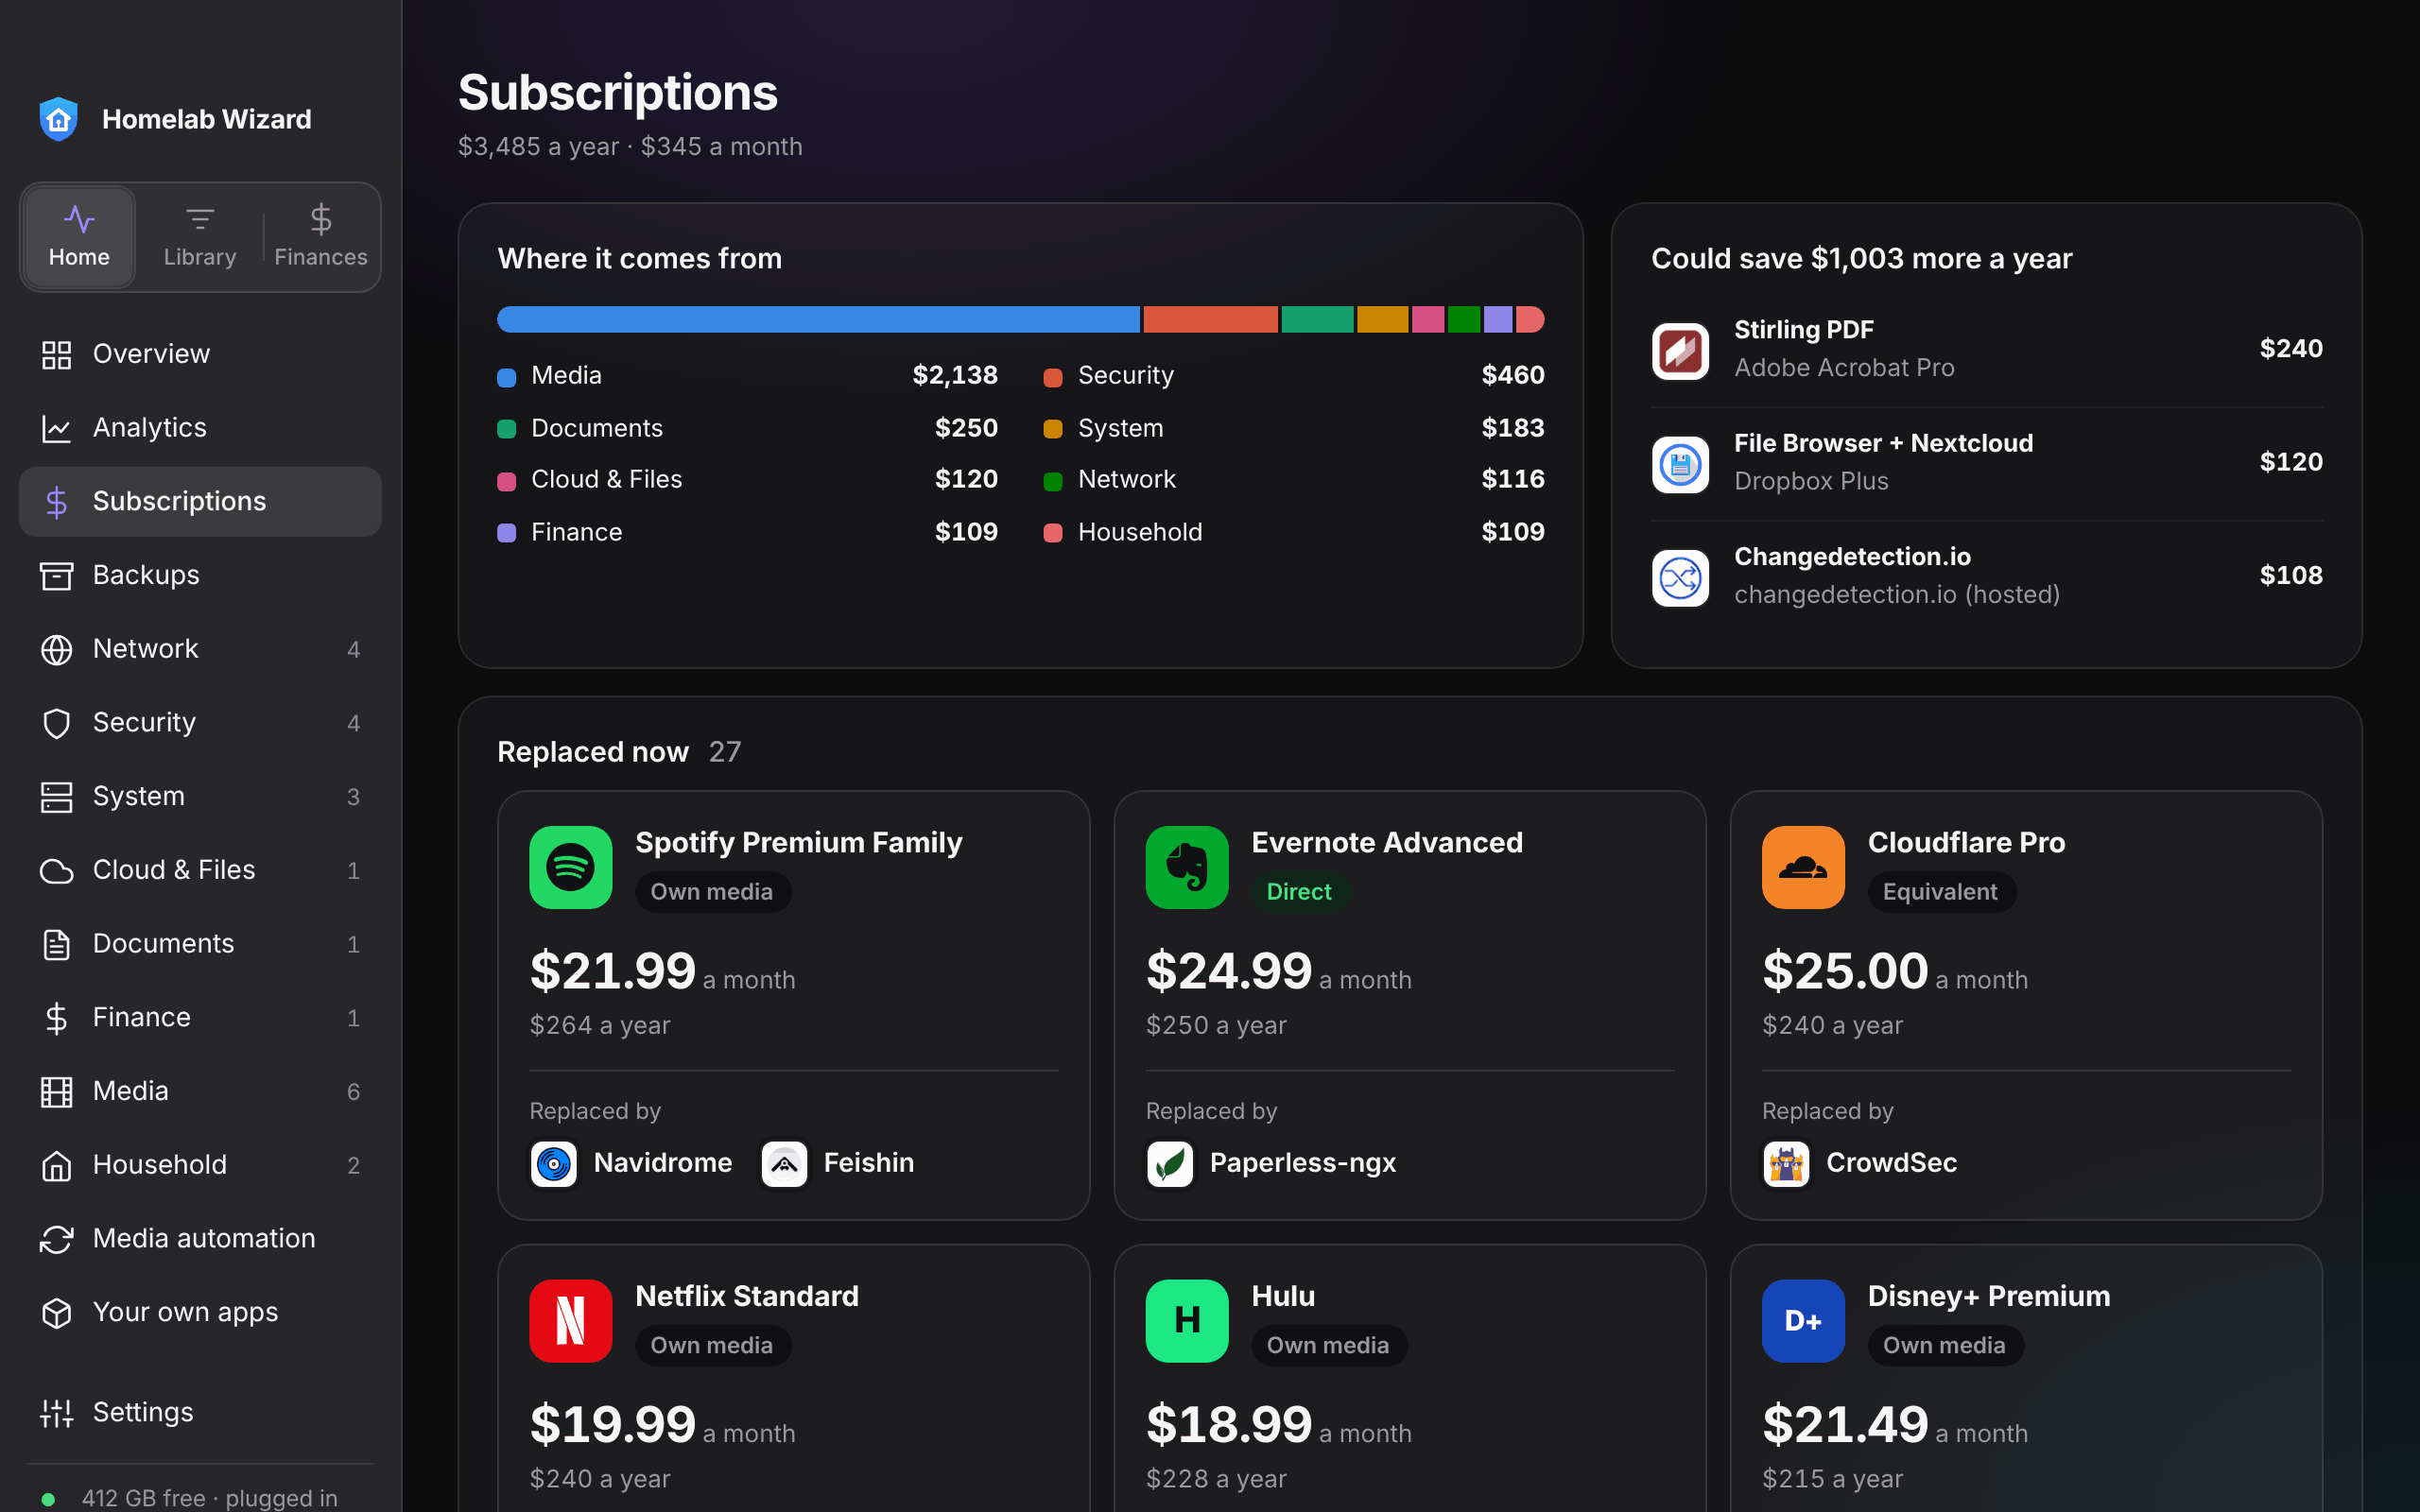 Homelab Wizard
Home
Library
Finances
Overview
Analytics
Subscriptions
Backups
Network 4
Security 4
System 3
Cloud & Files 1
Documents 1
Finance 1
Media 6
Household 2
Media automation
Your own apps
Settings
412 GB free · plugged in
Subscriptions
$3,485 a year · $345 a month
Where it comes from
Media $2,138
Security $460
Documents $250
System $183
Cloud & Files $120
Network $116
Finance $109
Household $109
Could save $1,003 more a year
Stirling PDF
Adobe Acrobat Pro
$240
File Browser + Nextcloud
Dropbox Plus
$120
Changedetection.io
changedetection.io (hosted)
$108
Replaced now 27
Spotify Premium Family
Own media
$21.99 a month
$264 a year
Replaced by
Navidrome
Feishin
Evernote Advanced
Direct
$24.99 a month
$250 a year
Replaced by
Paperless-ngx
Cloudflare Pro
Equivalent
$25.00 a month
$240 a year
Replaced by
CrowdSec
N
Netflix Standard
Own media
$19.99 a month
$240 a year
H
Hulu
Own media
$18.99 a month
$228 a year
D+
Disney+ Premium
Own media
$21.49 a month
$215 a year